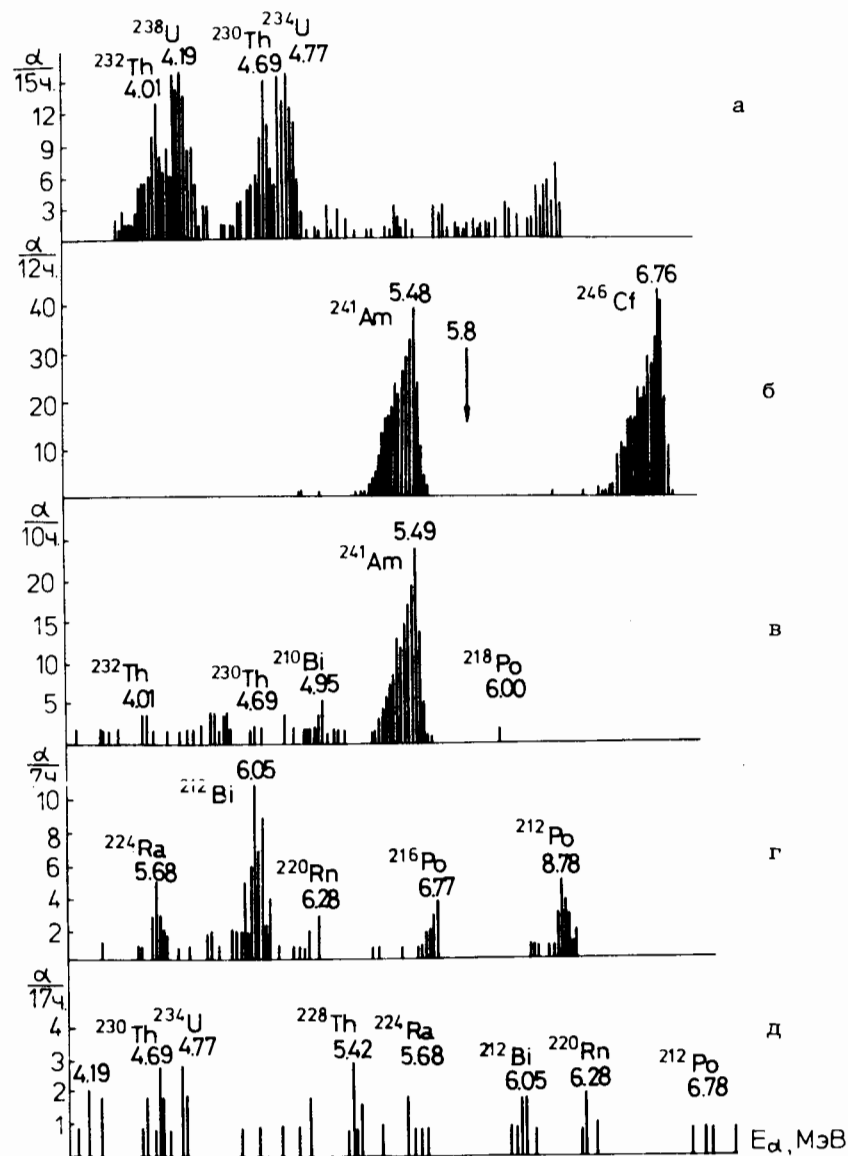 ²³⁸U ²³⁴U
α/15ч. ²³²Th 4.19 ²³⁰Th 4.77
4.01 4.69
а
12
9
6
3
α/12ч. 6.76
5.48 ²⁴⁶Cf
40 ²⁴¹Am 5.8
30 б
20
10
α/10ч. 5.49
²⁴¹Am
20
15 в
10 ²³²Th ²³⁰Th ²¹⁰Bi ²¹⁸Po
5 4.01 4.69 4.95 6.00
α/7ч. 6.05
10 ²¹²Bi
8 ²²⁴Ra ²¹²Po
6 5.68 ²²⁰Rn ²¹⁶Po 8.78 г
4 6.28 6.77
2
α/17ч.
4 ²³⁰Th ²³⁴U ²²⁸Th ²²⁴Ra д
3 4.69 4.77 5.42 5.68 ²¹²Bi ²²⁰Rn ²¹²Po
2 4.19 6.05 6.28 6.78
1 Eα, МэВ